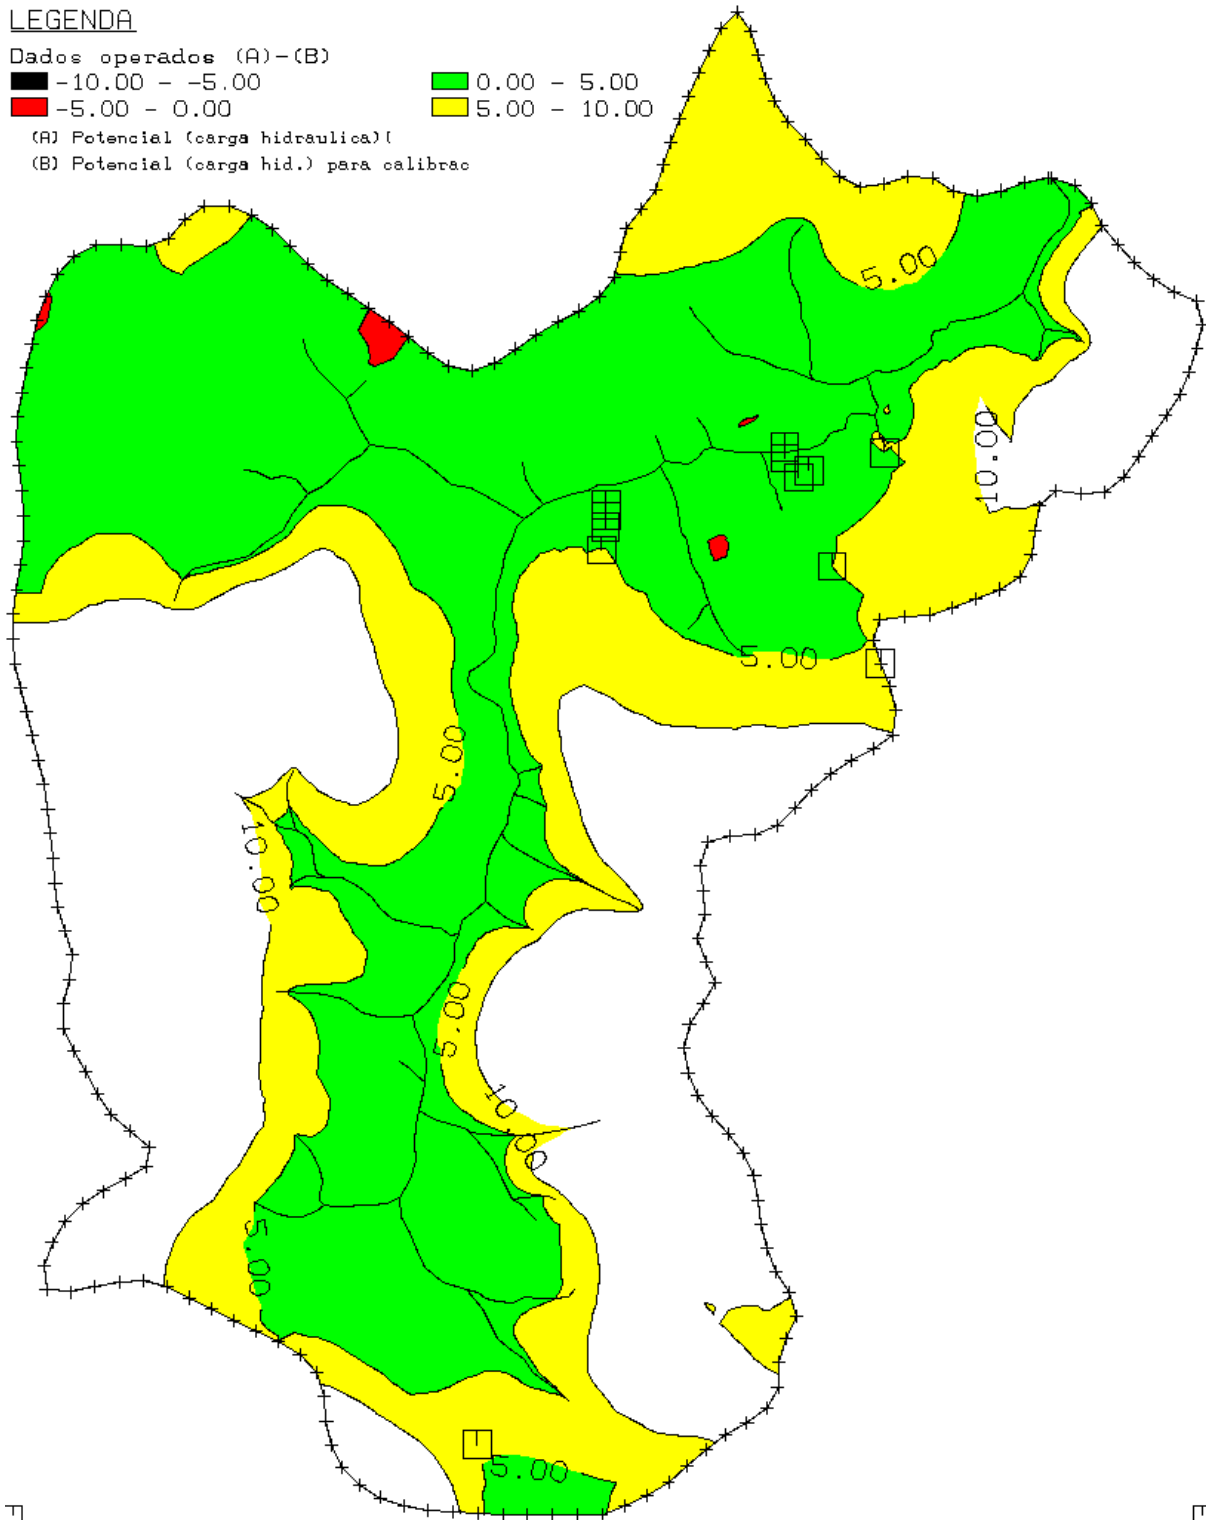 LEGENDA
Dados operados (A)-(B)
-10.00 - -5.00
0.00 - 5.00
-5.00 - 0.00
5.00 - 10.00
(A) Potencial (carga hidraulica)(
(B) Potencial (carga hid.) para calibrac
5.00
10.00
5.00
5.00
10.00
5.00
10.00
5.00
5.00
E